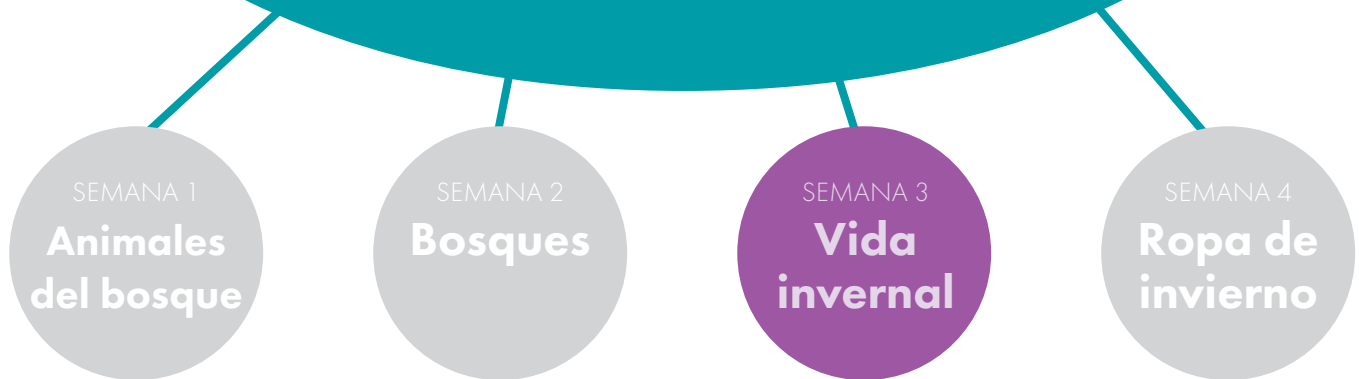 SEMANA 1
Animales
del bosque
SEMANA 2
Bosques
SEMANA 3
Vida
invernal
SEMANA 4
Ropa de
invierno